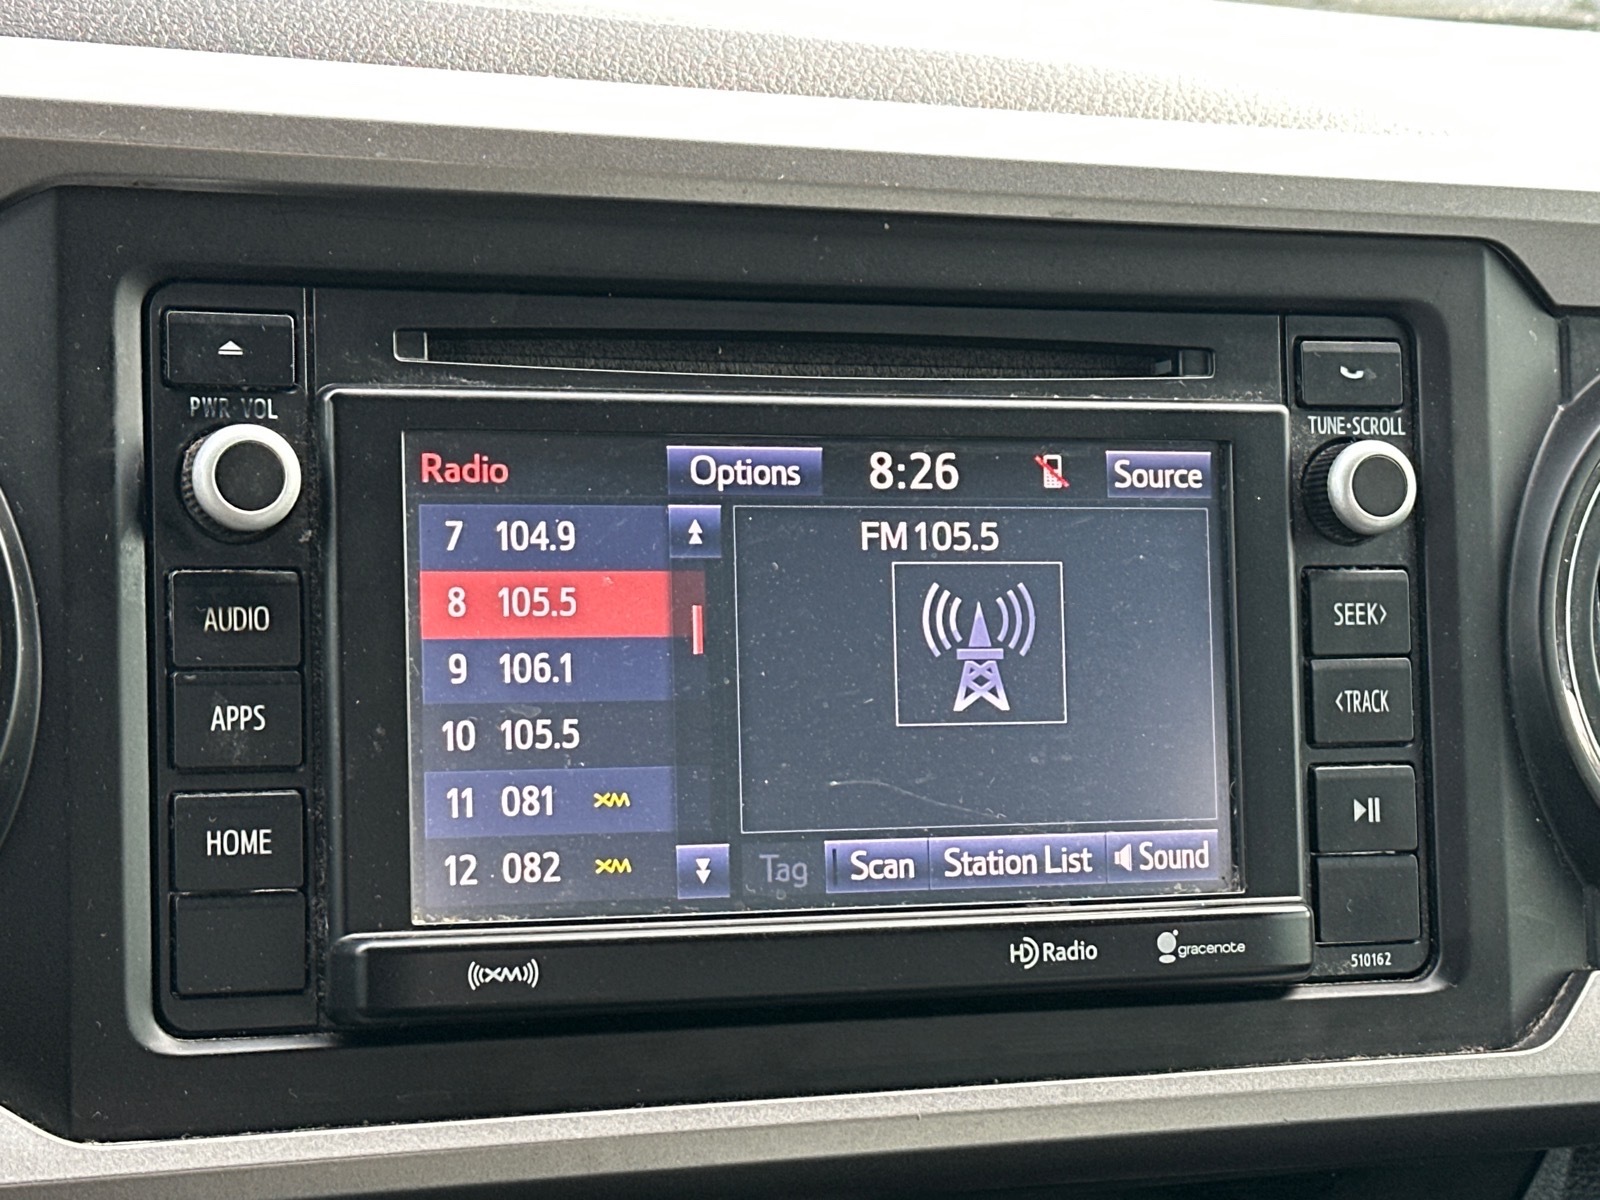 PWR·VOL
TUNE•SCROLL
Radio
Options
8:26
Source
7 104.9
8 105.5
9 106.1
10 105.5
11 081 XM
12 082 XM
FM 105.5
Tag
Scan
Station List
Sound
AUDIO
APPS
HOME
SEEK>
<TRACK
((XM))
HD Radio
gracenote
510162